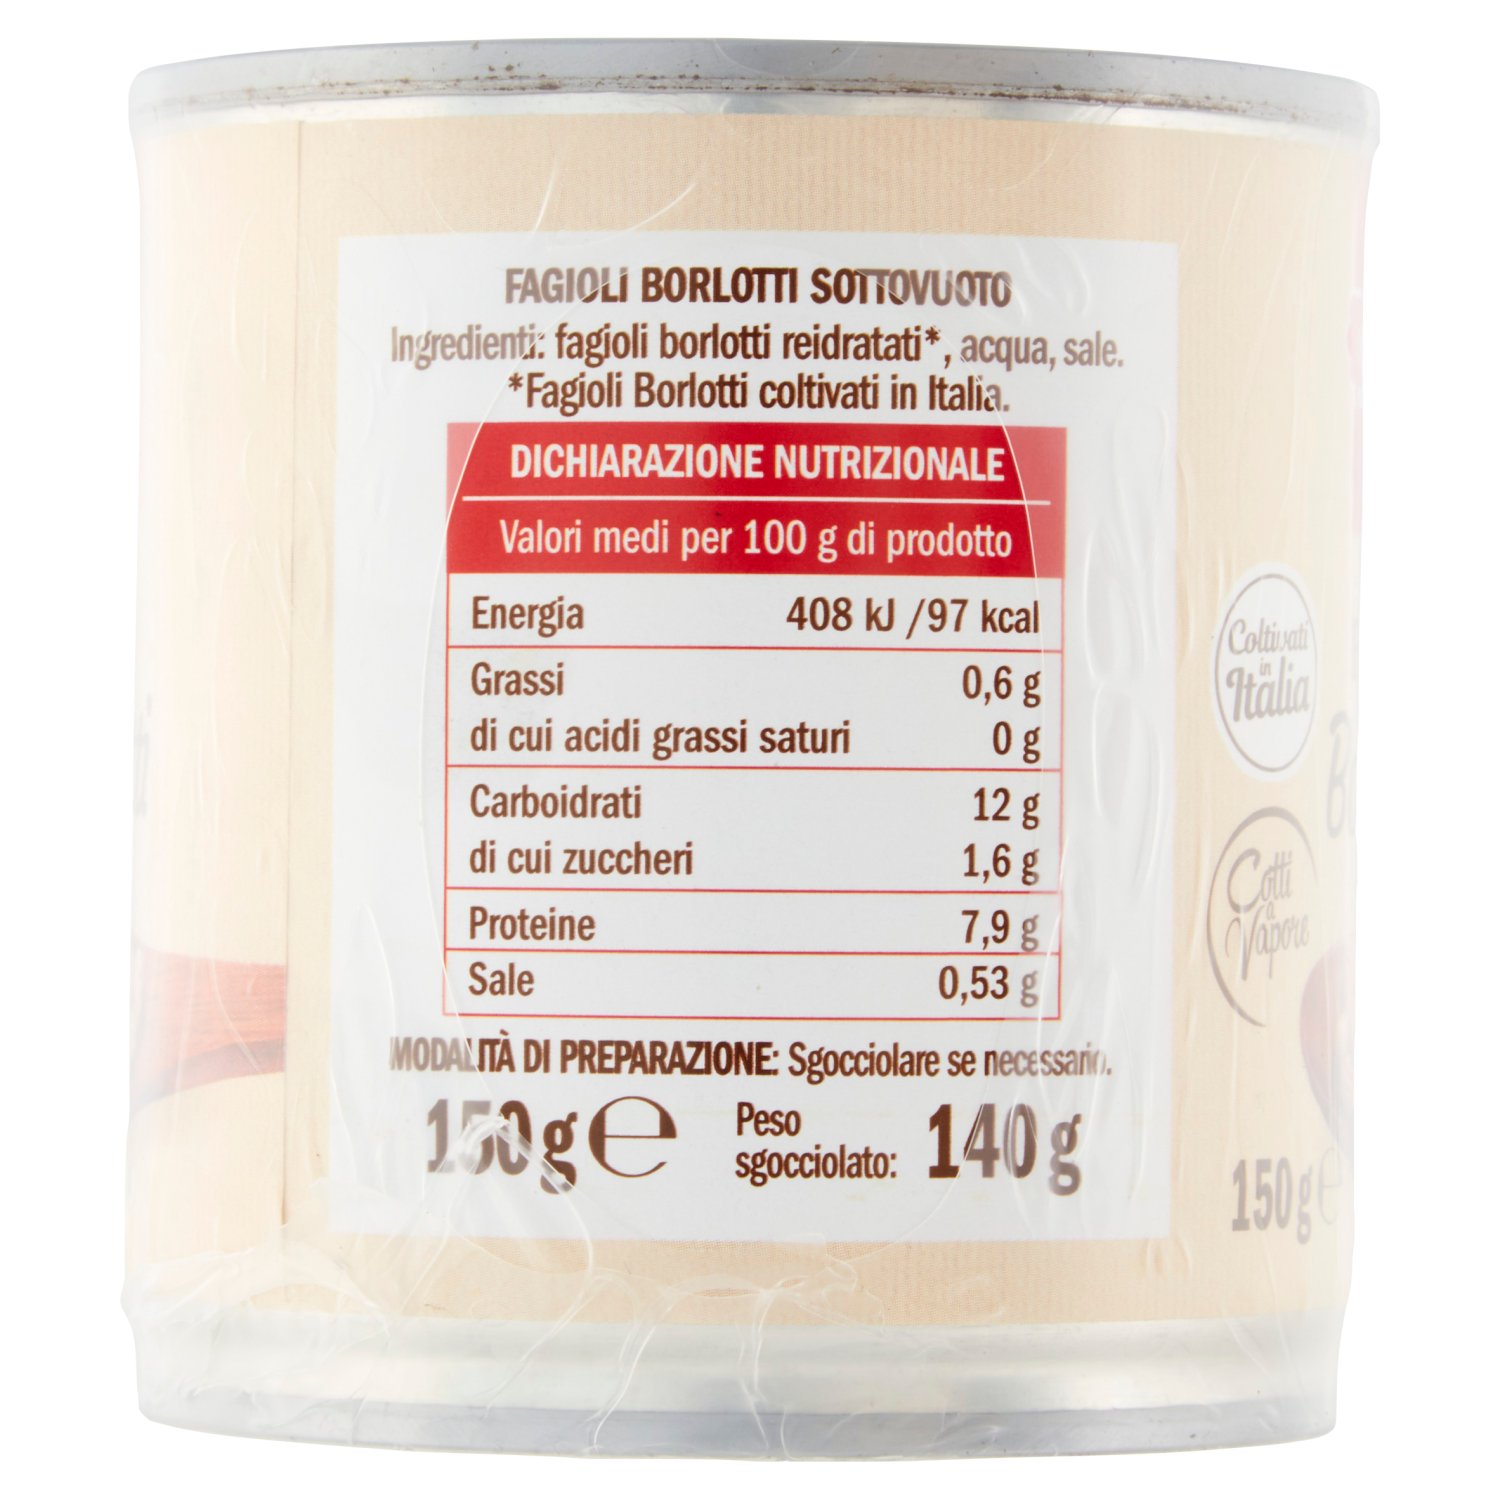 FAGIOLI BORLOTTI SOTTOVUOTO
Ingredienti: fagioli borlotti reidratati*, acqua, sale.
*Fagioli Borlotti coltivati in Italia.
DICHIARAZIONE NUTRIZIONALE
Valori medi per 100 g di prodotto
Energia 408 kJ /97 kcal
Grassi 0,6 g
di cui acidi grassi saturi 0 g
Carboidrati 12 g
di cui zuccheri 1,6 g
Proteine 7,9 g
Sale 0,53 g
MODALITÀ DI PREPARAZIONE: Sgocciolare se necessario.
150 g ℮ Peso sgocciolato: 140 g
Coltivati
in
Italia
Cotti
a
Vapore
150 g ℮